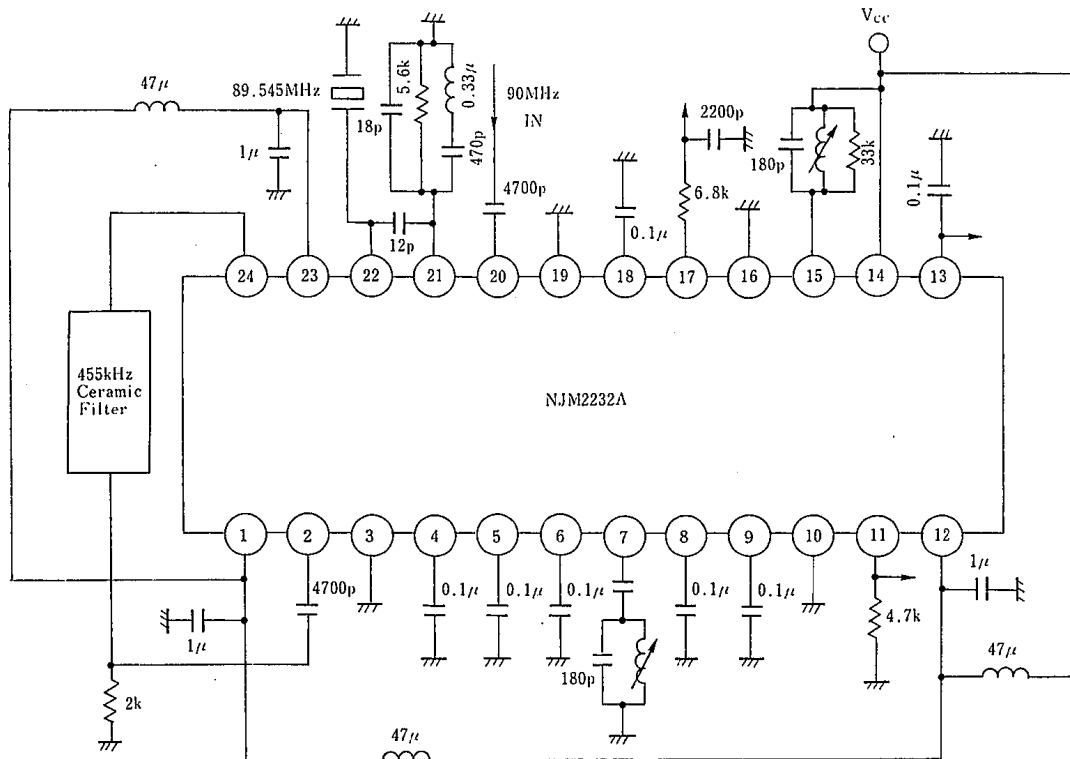 Vcc
47μ
89.545MHz
18p
5.6k
0.33μ
470p
90MHz
IN
2200p
180p
33k
0.1μ
1μ
4700p
0.1μ
6.8k
12p
24
23
22
21
20
19
18
17
16
15
14
13
455kHz
Ceramic
Filter
NJM2232A
1
2
3
4
5
6
7
8
9
10
11
12
4700p
0.1μ
0.1μ
0.1μ
0.1μ
0.1μ
1μ
1μ
4.7k
180p
47μ
2k
47μ